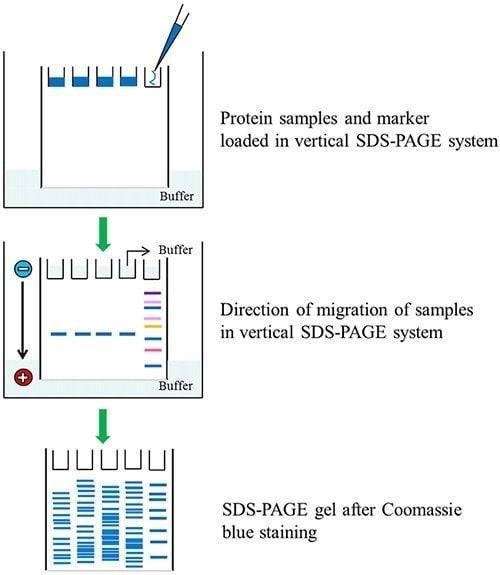 Protein samples and marker
loaded in vertical SDS-PAGE system
Buffer
Buffer
Direction of migration of samples
in vertical SDS-PAGE system
Buffer
SDS-PAGE gel after Coomassie
blue staining